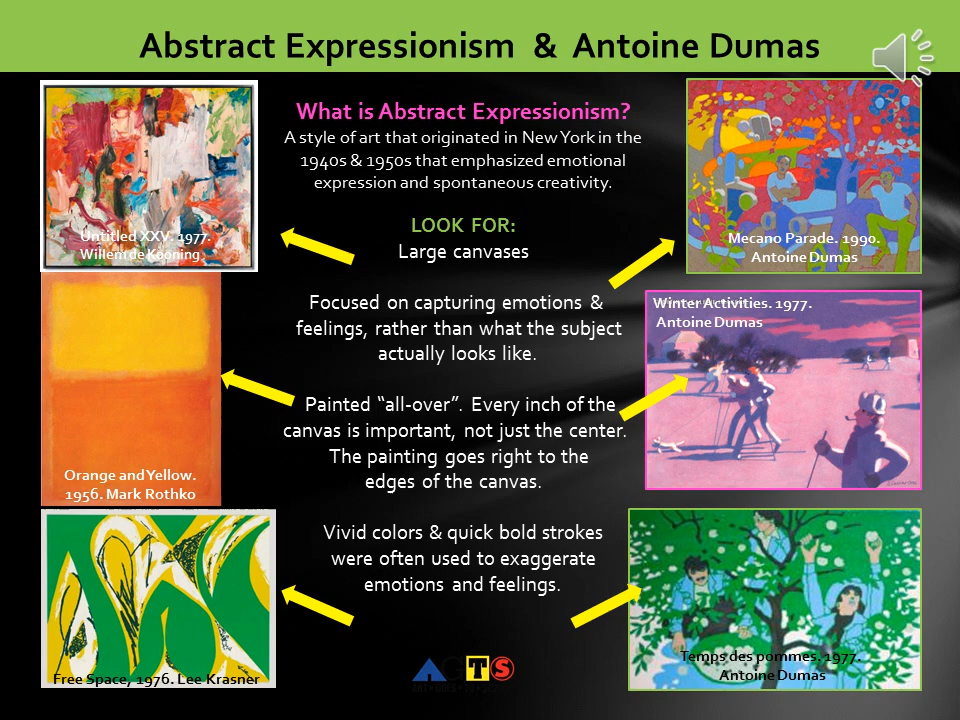 Abstract Expressionism & Antoine Dumas
What is Abstract Expressionism?
A style of art that originated in New York in the
1940s & 1950s that emphasized emotional
expression and spontaneous creativity.
LOOK FOR:
Large canvases
Focused on capturing emotions &
feelings, rather than what the subject
actually looks like.
Painted “all-over”. Every inch of the
canvas is important, not just the center.
The painting goes right to the
edges of the canvas.
Vivid colors & quick bold strokes
were often used to exaggerate
emotions and feelings.
Untitled XXV. 1977.
Willem de Kooning
Orange and Yellow.
1956. Mark Rothko
Free Space, 1976. Lee Krasner
Mecano Parade. 1990.
Antoine Dumas
Winter Activities. 1977.
Antoine Dumas
Temps des pommes. 1977.
Antoine Dumas
AGTS